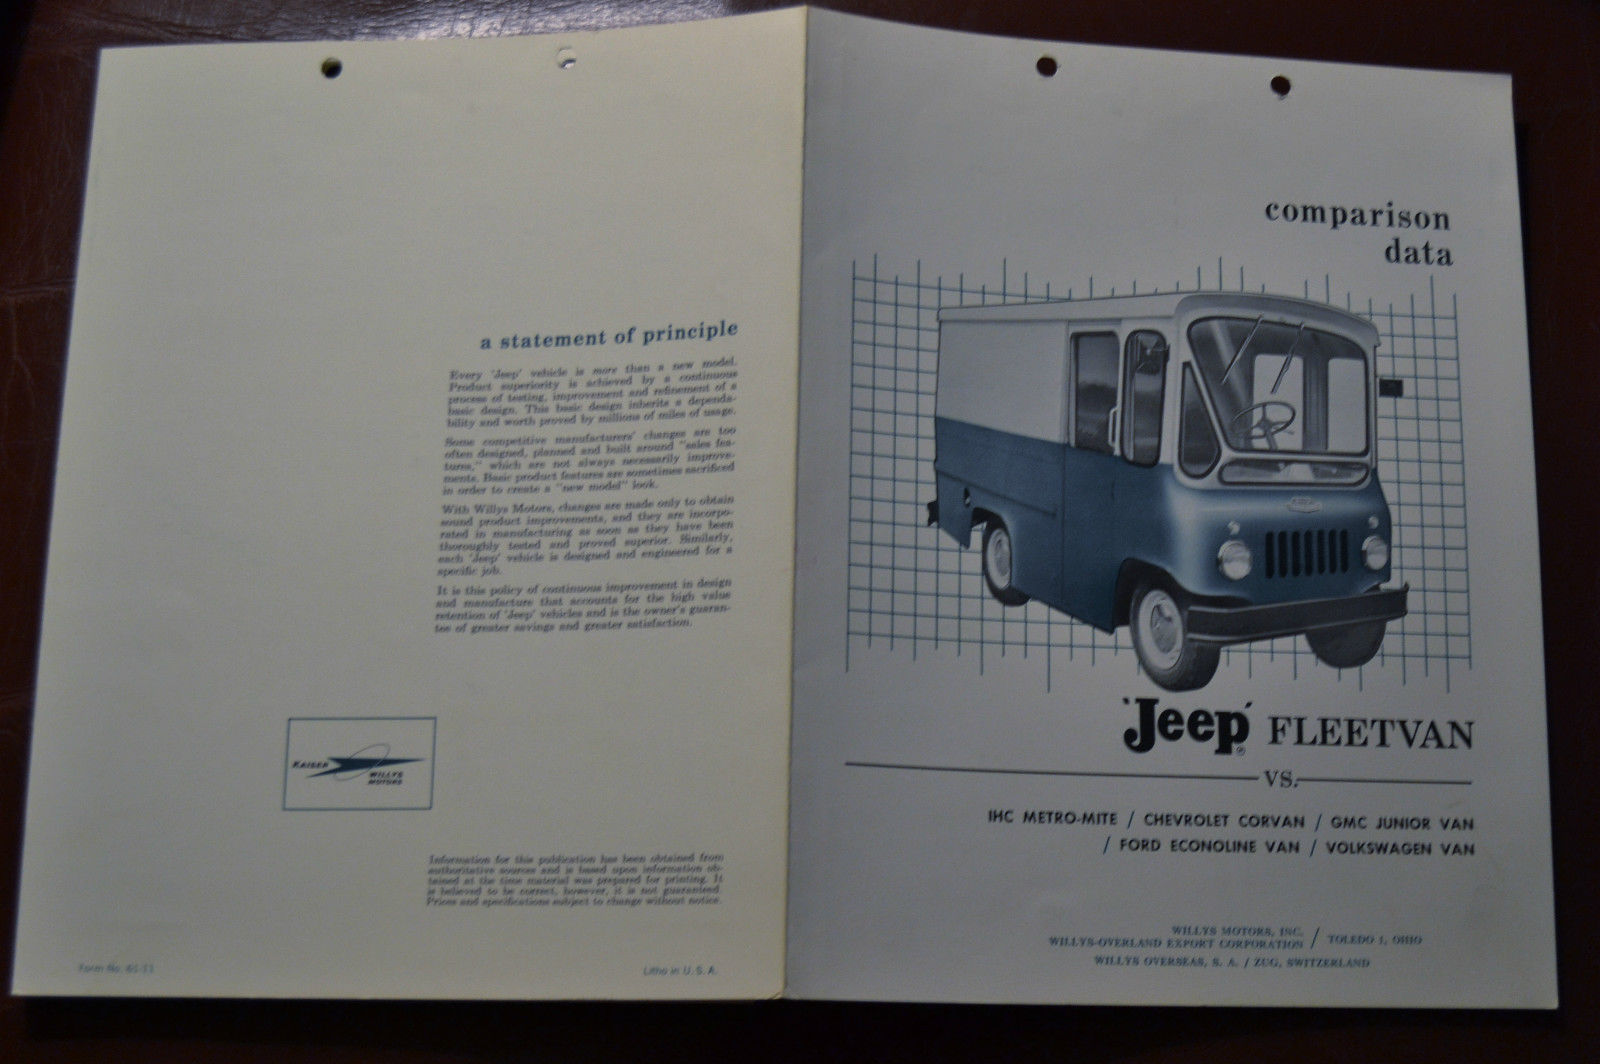 a statement of principle
Every 'Jeep' vehicle is more than a new model.
Product superiority is achieved by a continuous
process of testing, improvement and refinement of a
basic design. This basic design inherits a dependa-
bility and worth proved by millions of miles of usage.
Some competitive manufacturers' changes are too
often designed, planned and built around "sales fea-
tures," which are not always necessarily improve-
ments. Basic product features are sometimes sacrificed
in order to create a "new model" look.
With Willys Motors, changes are made only to obtain
sound product improvements, and they are incorpo-
rated in manufacturing as soon as they have been
thoroughly tested and proved superior. Similarly,
each 'Jeep' vehicle is designed and engineered for a
specific job.
It is this policy of continuous improvement in design
and manufacture that accounts for the high value
retention of 'Jeep' vehicles and is the owner's guaran-
tee of greater savings and greater satisfaction.
KAISER
WILLYS
MOTORS
Information for this publication has been obtained from
authoritative sources and is based upon information ob-
tained at the time material was prepared for printing. It
is believed to be correct, however, it is not guaranteed.
Prices and specifications subject to change without notice.
Form No. 61-11
Litho in U. S. A.
comparison
data
'Jeep' ® FLEETVAN
VS.
IHC METRO-MITE / CHEVROLET CORVAN / GMC JUNIOR VAN
/ FORD ECONOLINE VAN / VOLKSWAGEN VAN
WILLYS MOTORS, INC.
WILLYS-OVERLAND EXPORT CORPORATION / TOLEDO 1, OHIO
WILLYS OVERSEAS, S. A. / ZUG, SWITZERLAND